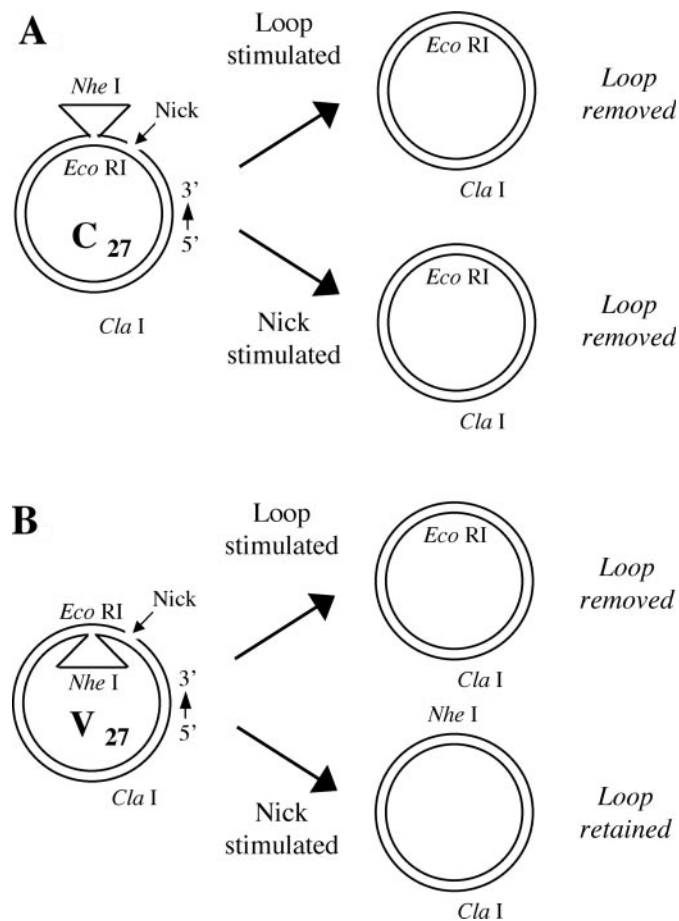 A
Loop
stimulated
Nhe I
Nick
Eco RI
C 27
3'
5'
Cla I
Eco RI
Cla I
Loop
removed
Nick
stimulated
Eco RI
Cla I
Loop
removed
B
Loop
stimulated
Eco RI
Nick
Nhe I
V 27
3'
5'
Cla I
Eco RI
Cla I
Loop
removed
Nick
stimulated
Nhe I
Cla I
Loop
retained